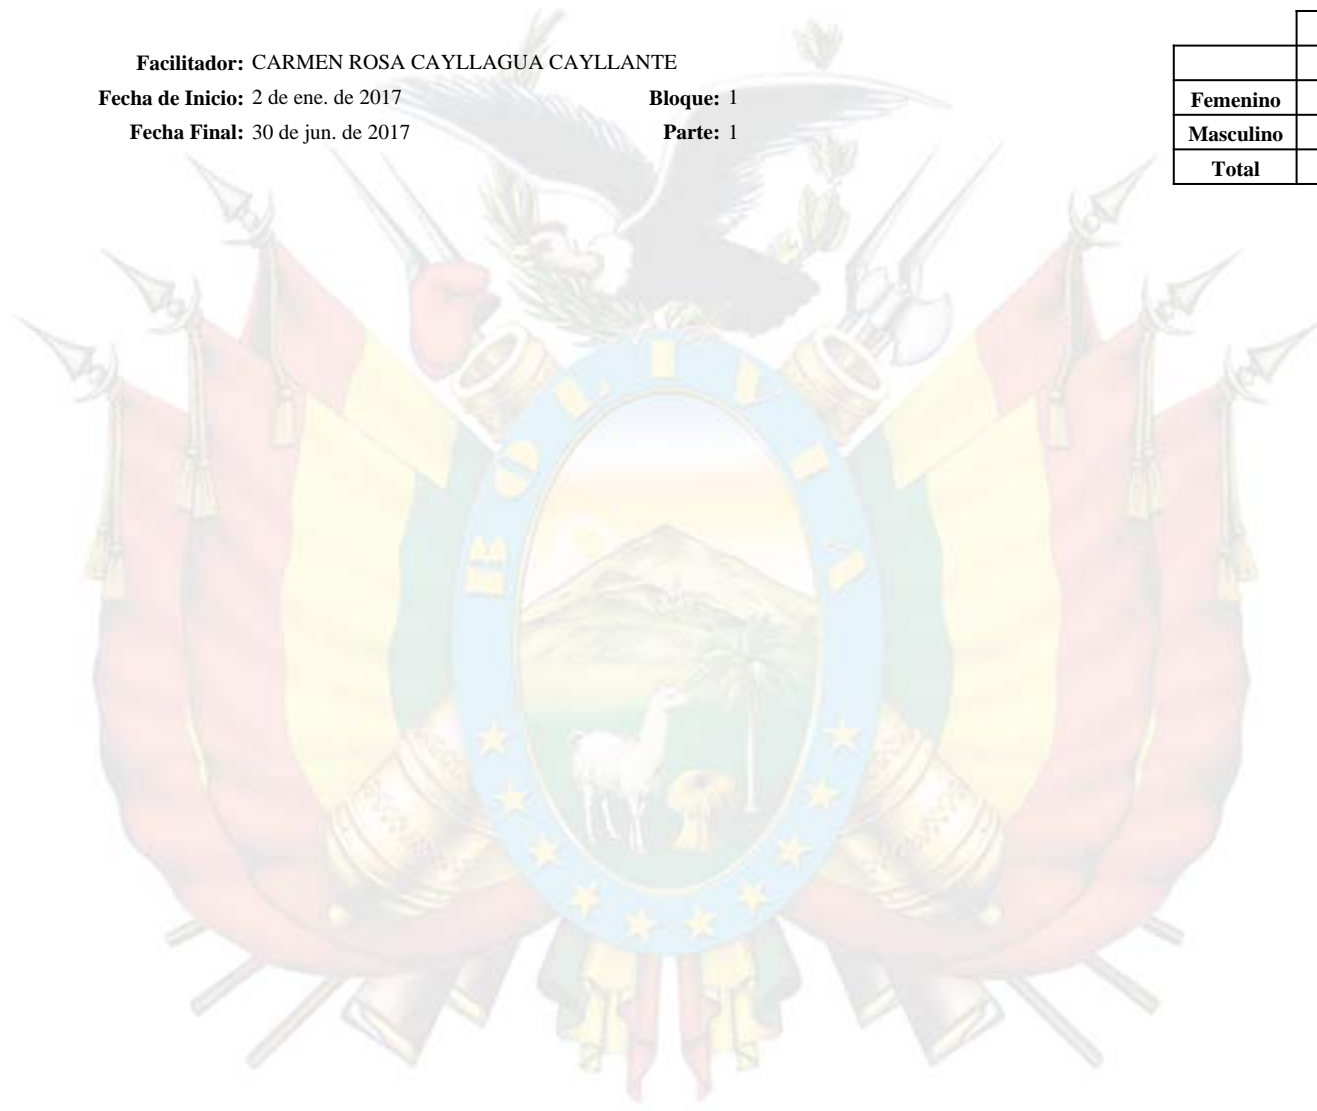 Facilitador: CARMEN ROSA CAYLLAGUA CAYLLANTE
Fecha de Inicio: 2 de ene. de 2017 Bloque: 1
Fecha Final: 30 de jun. de 2017 Parte: 1
Femenino
Masculino
Total
BOLIVIA